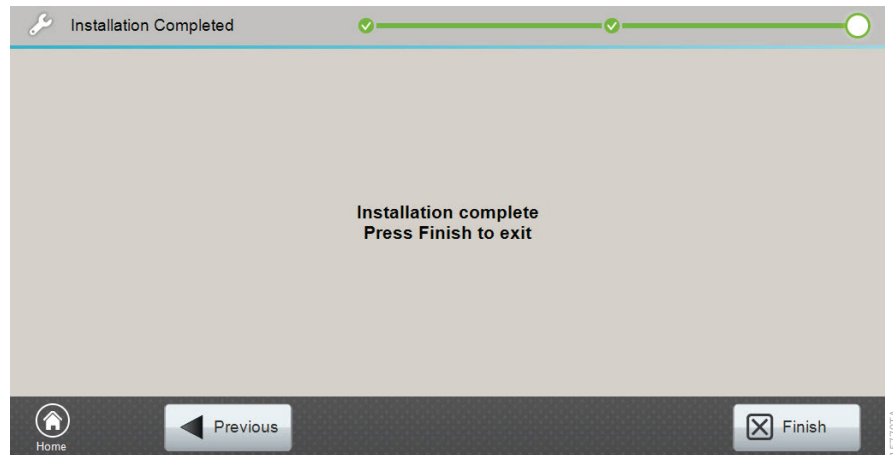 Installation Completed
Installation complete
Press Finish to exit
Home
Previous
Finish